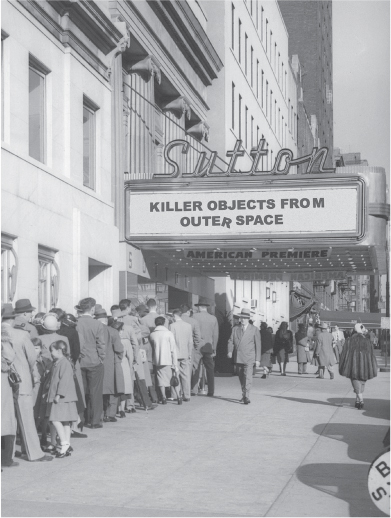 Sutton
KILLER OBJECTS FROM
OUTER SPACE
AMERICAN PREMIERE
B
S